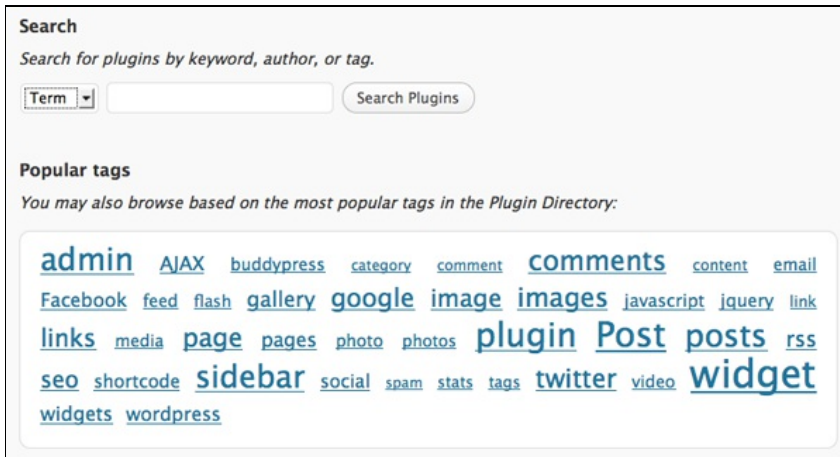 Search
Search for plugins by keyword, author, or tag.
Term Search Plugins
Popular tags
You may also browse based on the most popular tags in the Plugin Directory:
admin AJAX buddypress category comment comments content email
Facebook feed flash gallery google image images javascript jquery link
links media page pages photo photos plugin Post posts rss
seo shortcode sidebar social spam stats tags twitter video widget
widgets wordpress